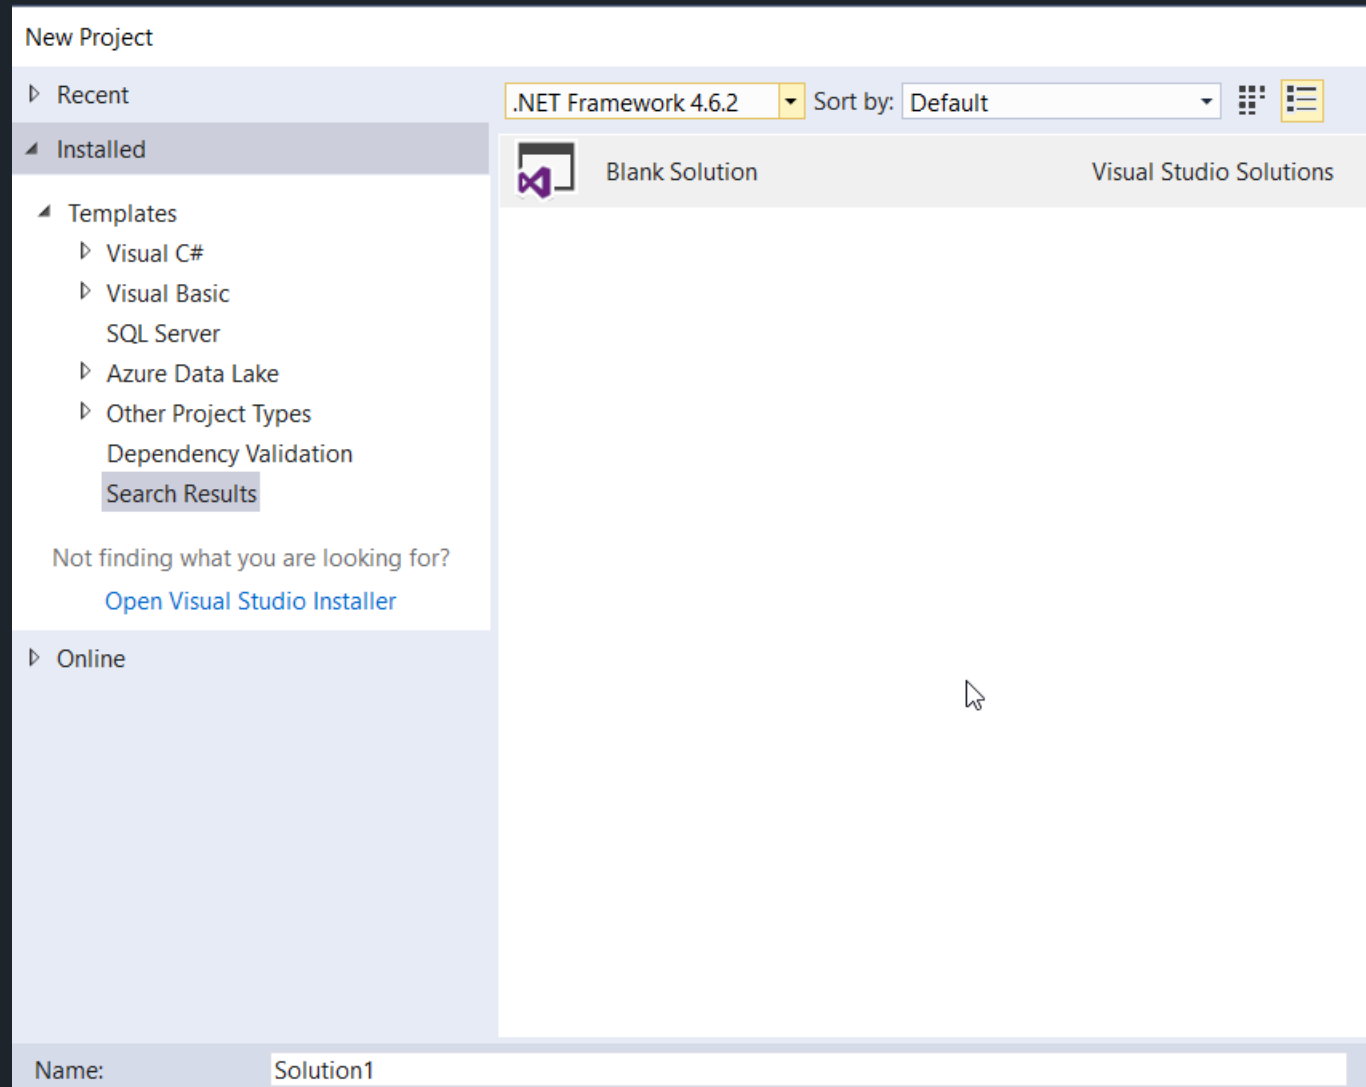 New Project
Recent
Installed
Templates
Visual C#
Visual Basic
SQL Server
Azure Data Lake
Other Project Types
Dependency Validation
Search Results
Not finding what you are looking for?
Open Visual Studio Installer
Online
.NET Framework 4.6.2 Sort by: Default
Blank Solution Visual Studio Solutions
Name: Solution1